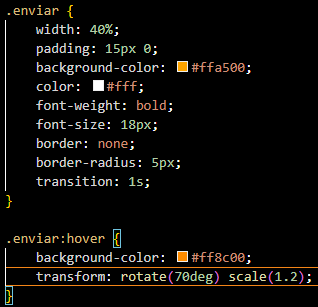 .enviar {
width: 40%;
padding: 15px 0;
background-color: #ffa500;
color: #fff;
font-weight: bold;
font-size: 18px;
border: none;
border-radius: 5px;
transition: 1s;
}
.enviar:hover {
background-color: #ff8c00;
transform: rotate(70deg) scale(1.2);
}